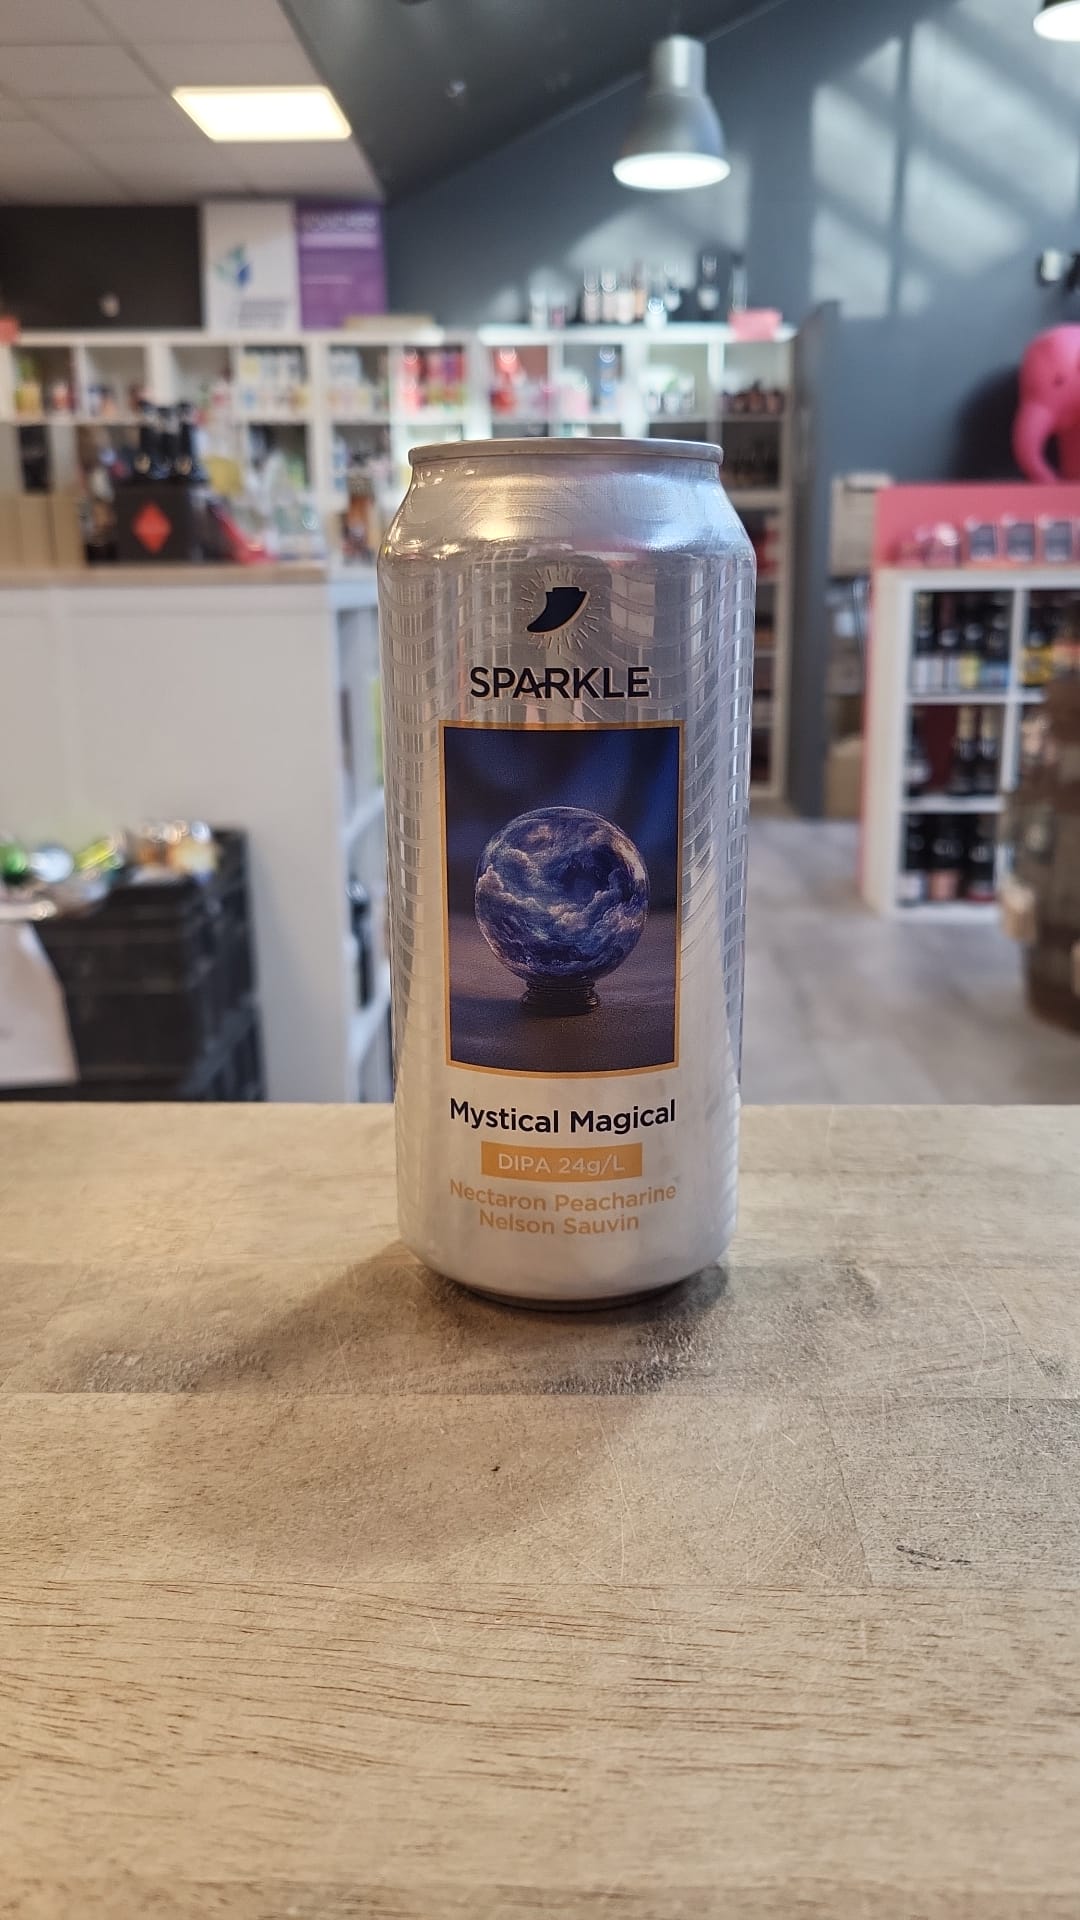 SPARKLE
Mystical Magical
DIPA 24g/L
Nectaron Peacharine
Nelson Sauvin